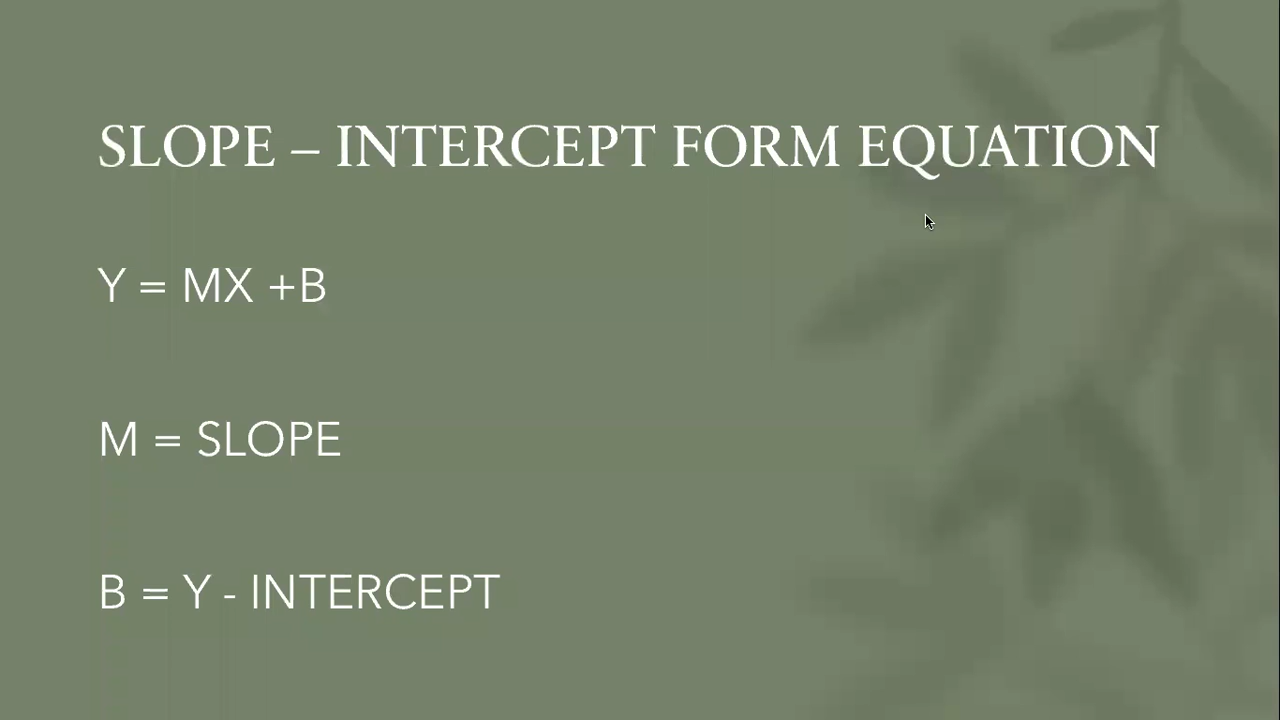 SLOPE – INTERCEPT FORM EQUATION
Y = MX +B
M = SLOPE
B = Y - INTERCEPT